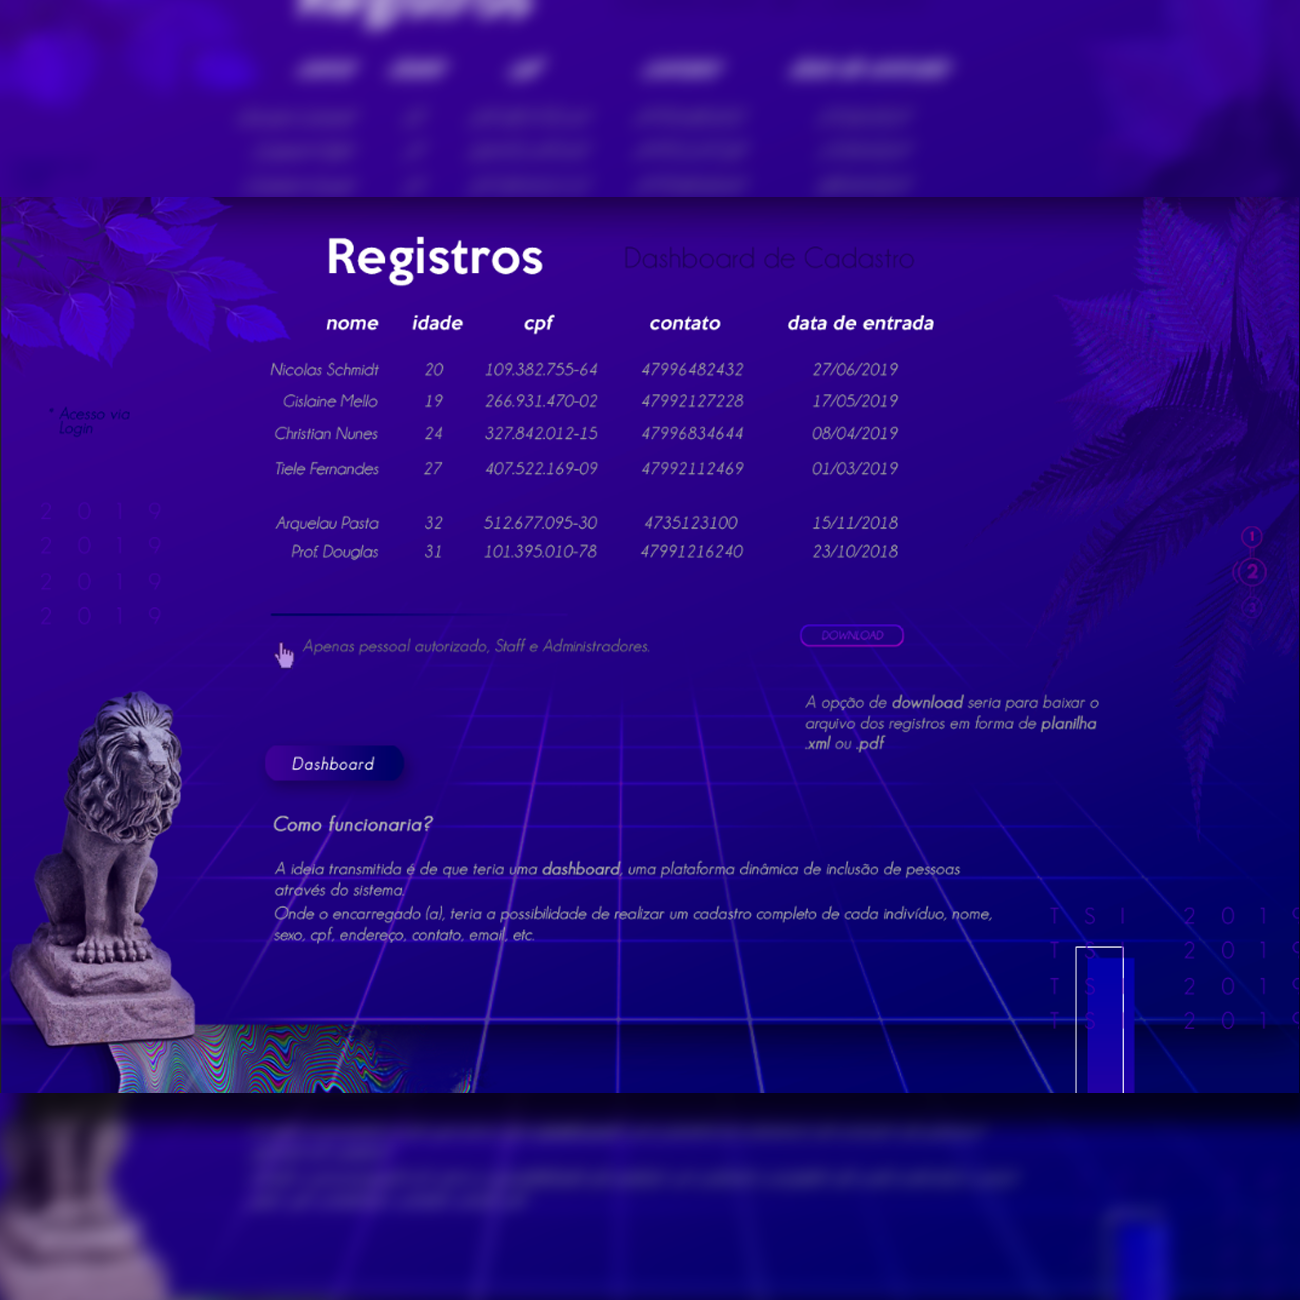 Registros
Dashboard de Cadastro
nome idade cpf contato data de entrada
Nicolas Schmidt 20 109.382.755-64 47996482432 27/06/2019
Gislaine Mello 19 266.931.470-02 47992127228 17/05/2019
Christian Nunes 24 327.842.012-15 47996834644 08/04/2019
Tiele Fernandes 27 407.522.169-09 47992112469 01/03/2019
Arquelau Pasta 32 512.677.095-30 4735123100 15/11/2018
Prof. Douglas 31 101.395.010-78 47991216240 23/10/2018
* Acesso via
Login
2 0 1 9
2 0 1 9
2 0 1 9
2 0 1 9
1
2
3
Apenas pessoal autorizado, Staff e Administradores.
DOWNLOAD
A opção de download seria para baixar o
arquivo dos registros em forma de planilha
.xml ou .pdf
Dashboard
Como funcionaria?
A ideia transmitida é de que teria uma dashboard, uma plataforma dinâmica de inclusão de pessoas
através do sistema.
Onde o encarregado (a), teria a possibilidade de realizar um cadastro completo de cada indivíduo, nome,
sexo, cpf, endereço, contato, email, etc.
T S I 2 0 1 9
T S I 2 0 1 9
T S I 2 0 1 9
T S I 2 0 1 9